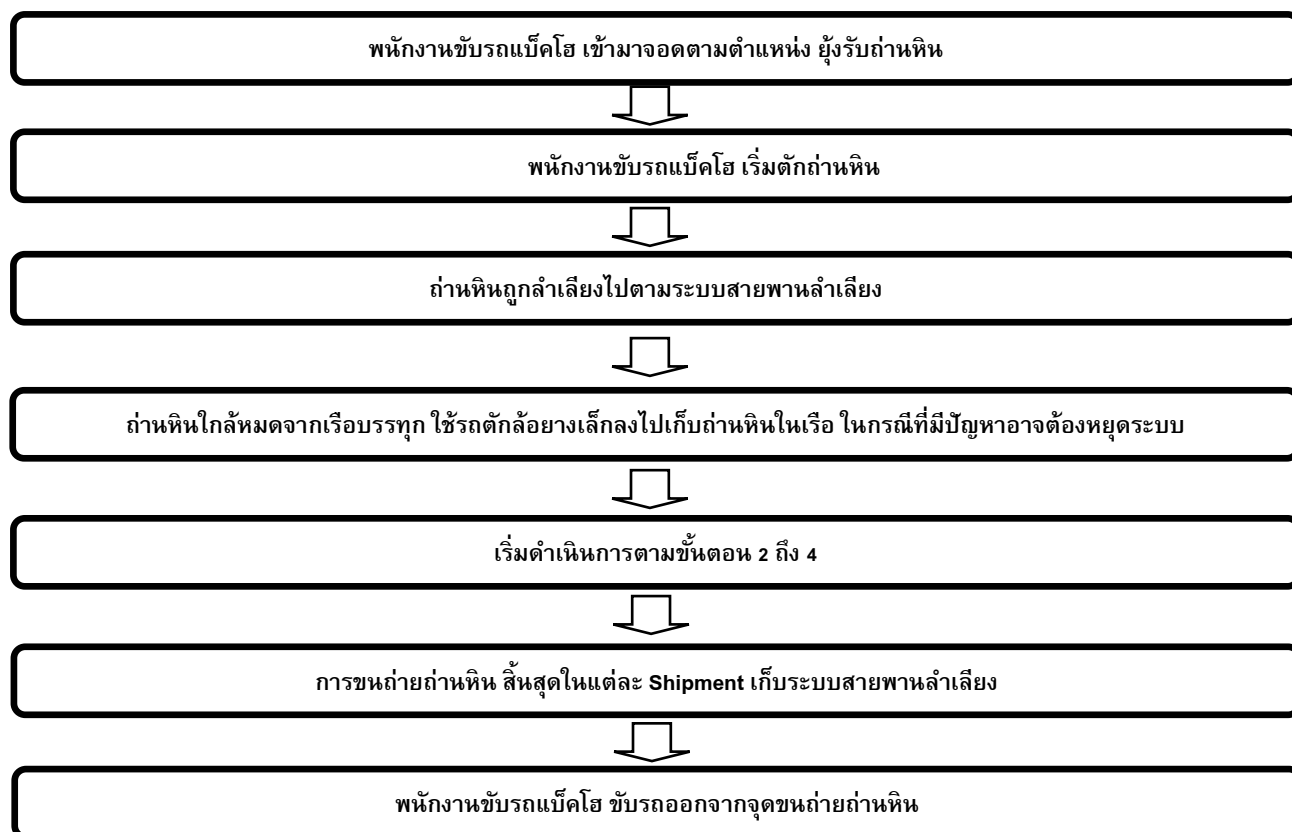 พนักงานขับรถแบ็คโฮ เข้ามาจอดตามตำแหน่ง ยุ้งรับถ่านหิน
พนักงานขับรถแบ็คโฮ เริ่มตักถ่านหิน
ถ่านหินถูกลำเลียงไปตามระบบสายพานลำเลียง
ถ่านหินใกล้หมดจากเรือบรรทุก ใช้รถตักล้อยางเล็กลงไปเก็บถ่านหินในเรือ ในกรณีที่มีปัญหาอาจต้องหยุดระบบ
เริ่มดำเนินการตามขั้นตอน 2 ถึง 4
การขนถ่ายถ่านหิน สิ้นสุดในแต่ละ Shipment เก็บระบบสายพานลำเลียง
พนักงานขับรถแบ็คโฮ ขับรถออกจากจุดขนถ่ายถ่านหิน